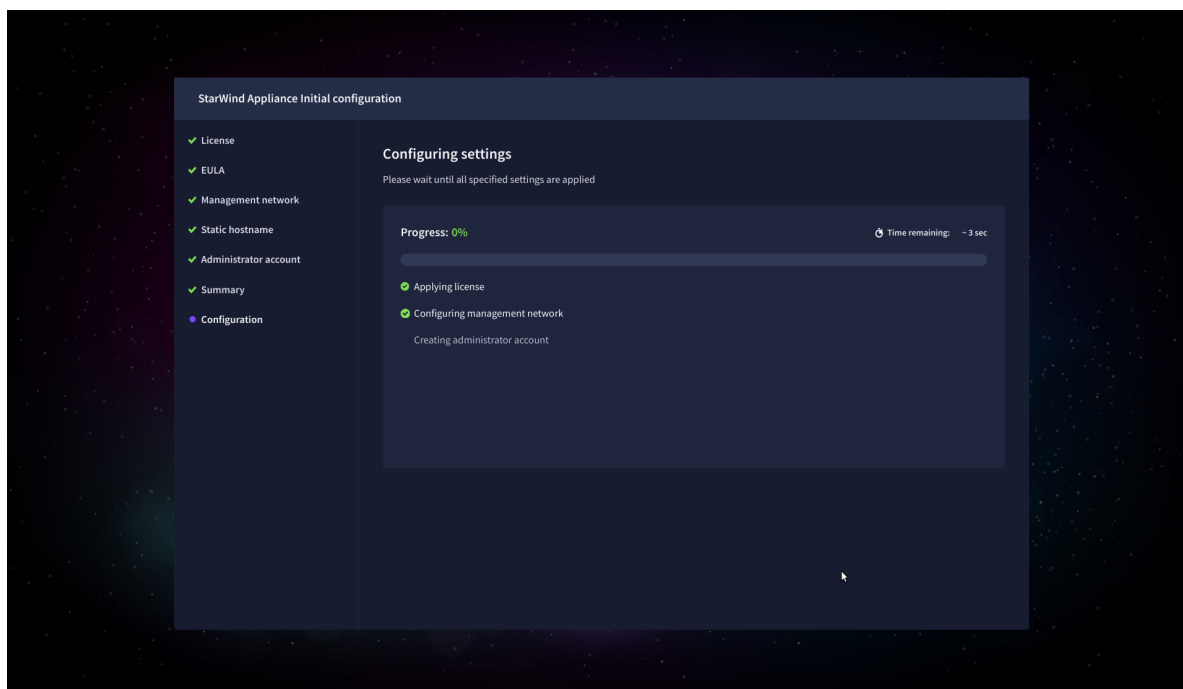 StarWind Appliance Initial configuration
License
EULA
Management network
Static hostname
Administrator account
Summary
Configuration
Configuring settings
Please wait until all specified settings are applied
Progress: 0%
Time remaining: ~ 3 sec
Applying license
Configuring management network
Creating administrator account